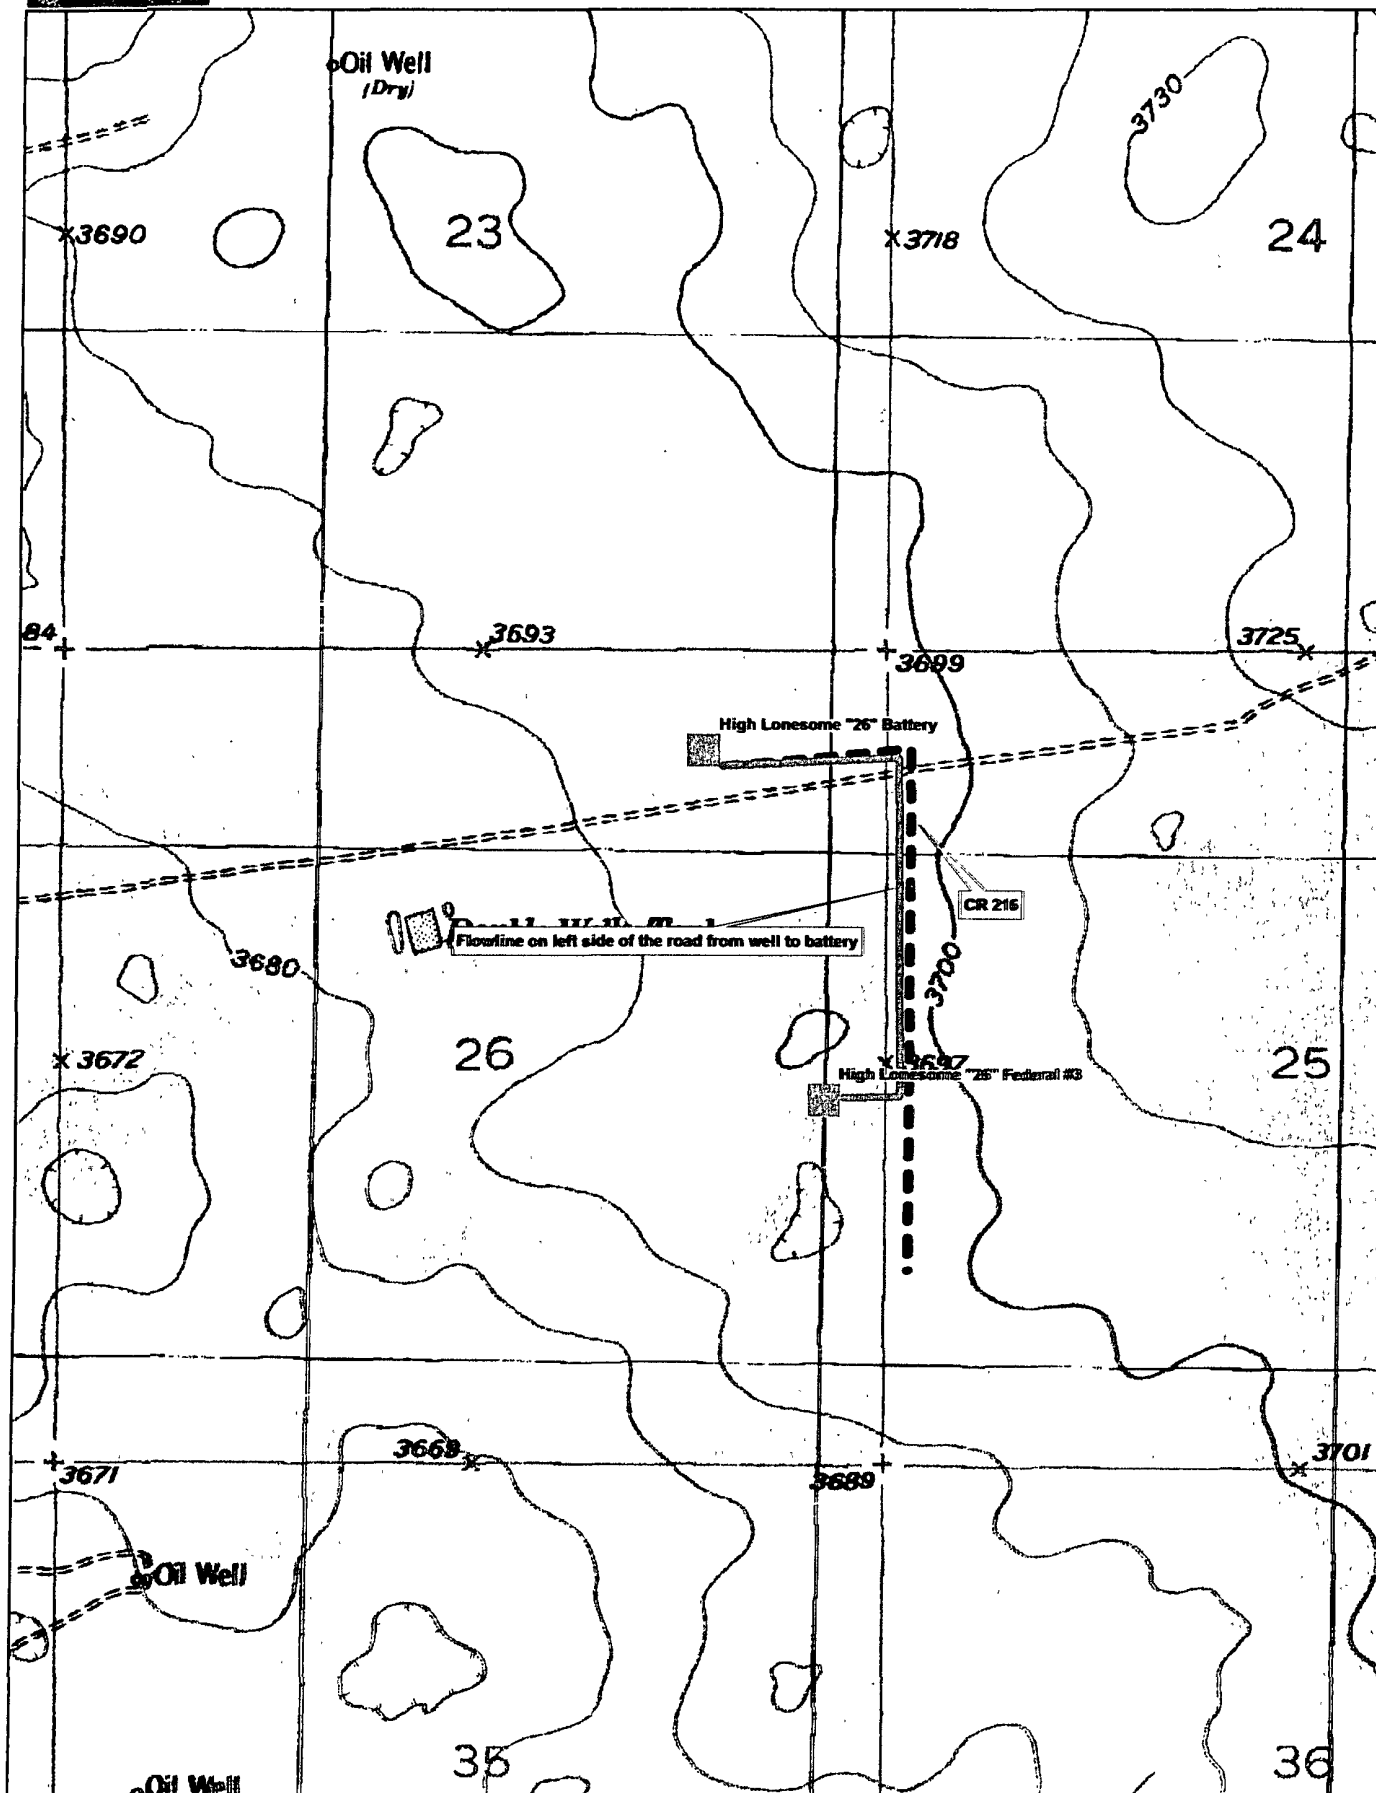 Oil Well
(Dry)
3730
3690
23
3718
24
84
3693
3699
3725
High Lonesome "26" Battery
CR 216
Flowline on left side of the road from well to battery
3680
3700
3672
26
3697
25
High Lonesome "26" Federal #3
3669
3671
3689
3701
Oil Well
35
36
Oil Well